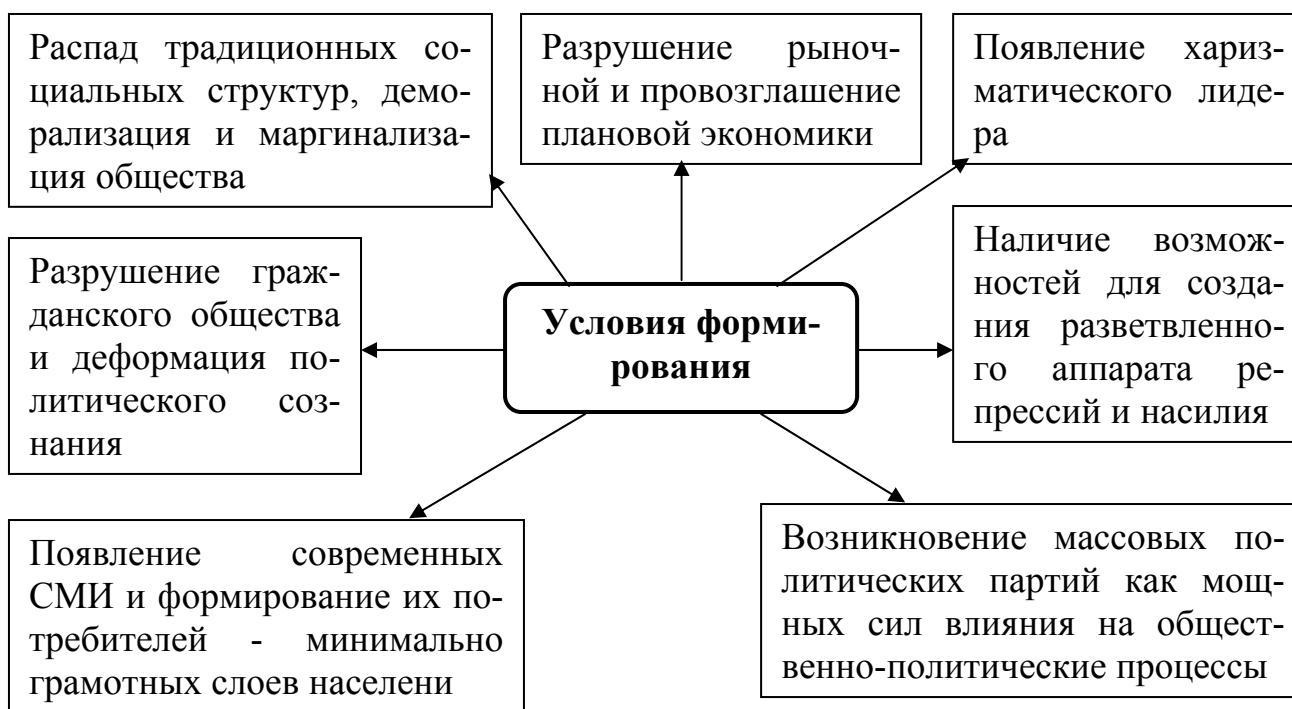 Распад традиционных со-
циальных структур, демо-
рализация и маргинализа-
ция общества
Разрушение рыноч-
ной и провозглашение
плановой экономики
Появление хариз-
матического лиде-
ра
Разрушение граж-
данского общества
и деформация по-
литического соз-
нания
Условия форми-
рования
Наличие возмож-
ностей для созда-
ния разветвленно-
го аппарата ре-
прессий и насилия
Появление современных
СМИ и формирование их по-
требителей - минимально
грамотных слоев населени
Возникновение массовых по-
литических партий как мощ-
ных сил влияния на общест-
венно-политические процессы